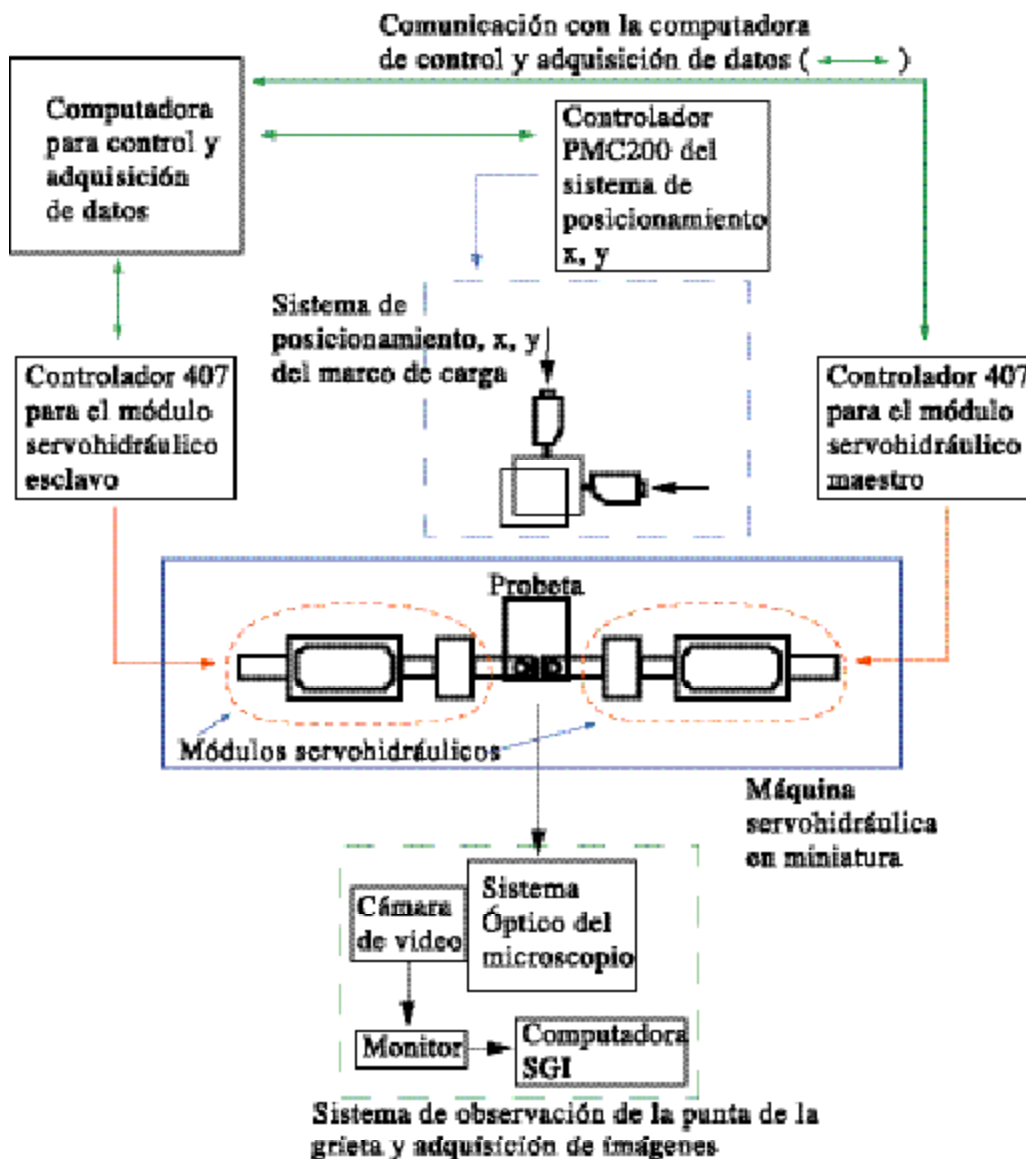 Comunicación con la computadora
de control y adquisición de datos ( )
Computadora
para control y
adquisición
de datos
Controlador
PMC200 del
sistema de
posicionamiento
x, y
Sistema de
posicionamiento, x, y
del marco de carga
Controlador 407
para el módulo
servohidráulico
esclavo
Controlador 407
para el módulo
servohidráulico
maestro
Probeta
Módulos servohidráulicos
Máquina
servohidráulica
en miniatura
Cámara
de video
Sistema
Óptico del
microscopio
Monitor
Computadora
SGI
Sistema de observación de la punta de la
grieta y adquisición de imágenes